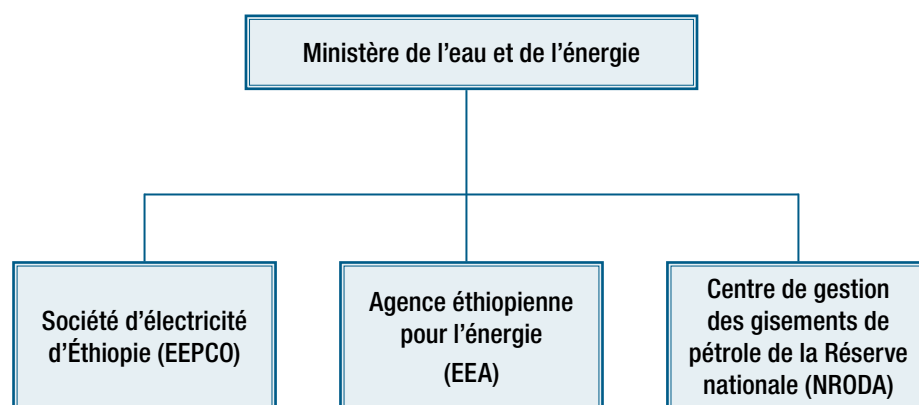 Ministère de l'eau et de l'énergie
Société d'électricité
d'Éthiopie (EEPCO)
Agence éthiopienne
pour l'énergie
(EEA)
Centre de gestion
des gisements de
pétrole de la Réserve
nationale (NRODA)